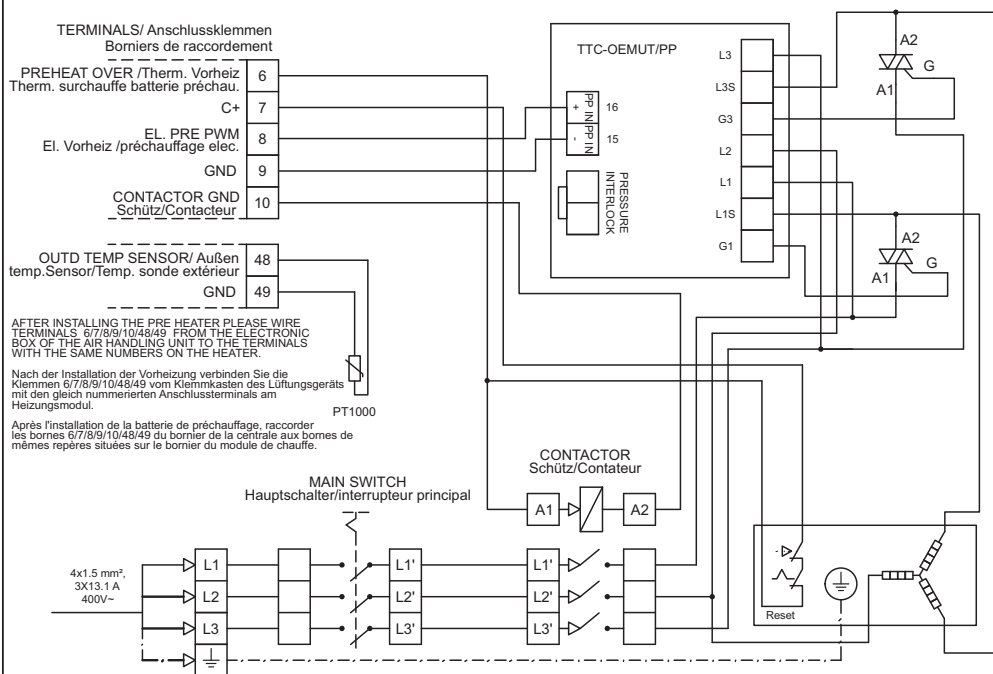 TERMINALS/ Anschlussklemmen
Borniers de raccordement
PREHEAT OVER /Therm. Vorheiz
Therm. surchauffe batterie préchau.
6
C+
7
EL. PRE PWM
El. Vorheiz /préchauffage elec.
8
GND
9
CONTACTOR GND
Schütz/Contacteur
10
OUTD TEMP SENSOR/ Außen
temp.Sensor/Temp. sonde extérieur
48
GND
49
AFTER INSTALLING THE PRE HEATER PLEASE WIRE
TERMINALS 6/7/8/9/10/48/49 FROM THE ELECTRONIC
BOX OF THE AIR HANDLING UNIT TO THE TERMINALS
WITH THE SAME NUMBERS ON THE HEATER.
Nach der Installation der Vorheizung verbinden Sie die
Klemmen 6/7/8/9/10/48/49 vom Klemmkasten des Lüftungsgeräts
mit den gleich nummerierten Anschlussterminals am
Heizungsmodul.
Après l'installation de la batterie de préchauffage, raccorder
les bornes 6/7/8/9/10/48/49 du bornier de la centrale aux bornes de
mêmes repères situées sur le bornier du module de chauffe.
PT1000
TTC-OEMUT/PP
+
PP IN
16
-
PP IN
15
PRESSURE
INTERLOCK
L3
L3S
G3
L2
L1
L1S
G1
A2
G
A1
A2
G
A1
CONTACTOR
Schütz/Contateur
A1
A2
MAIN SWITCH
Hauptschalter/interrupteur principal
4x1.5 mm²,
3X13.1 A
400V~
L1
L1'
L1'
L2
L2'
L2'
L3
L3'
L3'
Reset